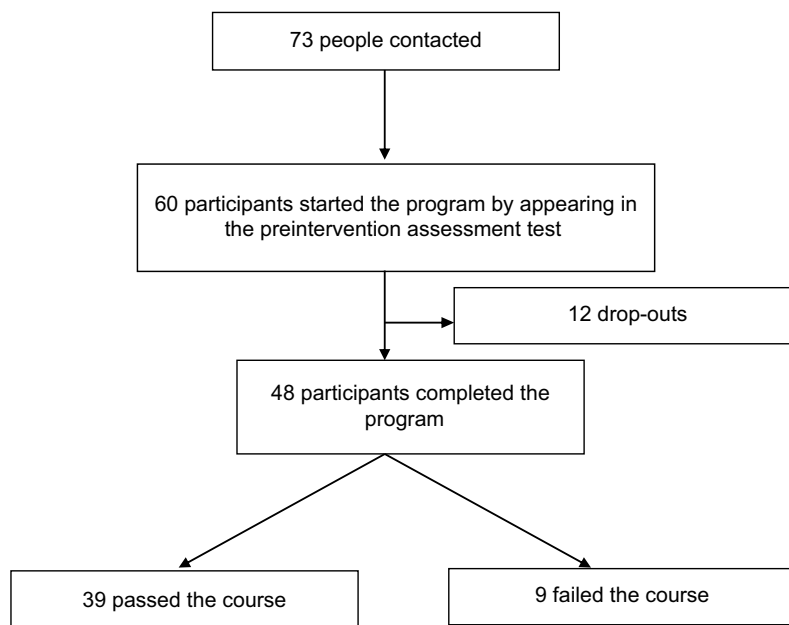 73 people contacted
60 participants started the program by appearing in
the preintervention assessment test
12 drop-outs
48 participants completed the
program
39 passed the course
9 failed the course